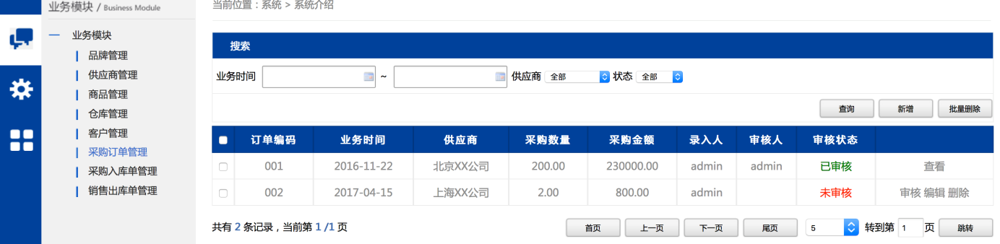 业务模块 / Business Module
当前位置：系统 > 系统介绍
业务模块
品牌管理
供应商管理
商品管理
仓库管理
客户管理
采购订单管理
采购入库单管理
销售出库单管理
搜索
业务时间 ~ 供应商 全部 状态 全部
查询 新增 批量删除
订单编码 业务时间 供应商 采购数量 采购金额 录入人 审核人 审核状态
001 2016-11-22 北京XX公司 200.00 230000.00 admin admin 已审核 查看
002 2017-04-15 上海XX公司 2.00 800.00 admin 未审核 审核 编辑 删除
共有 2 条记录，当前第 1 /1 页 首页 上一页 下一页 尾页 5 转到第 1 页 跳转